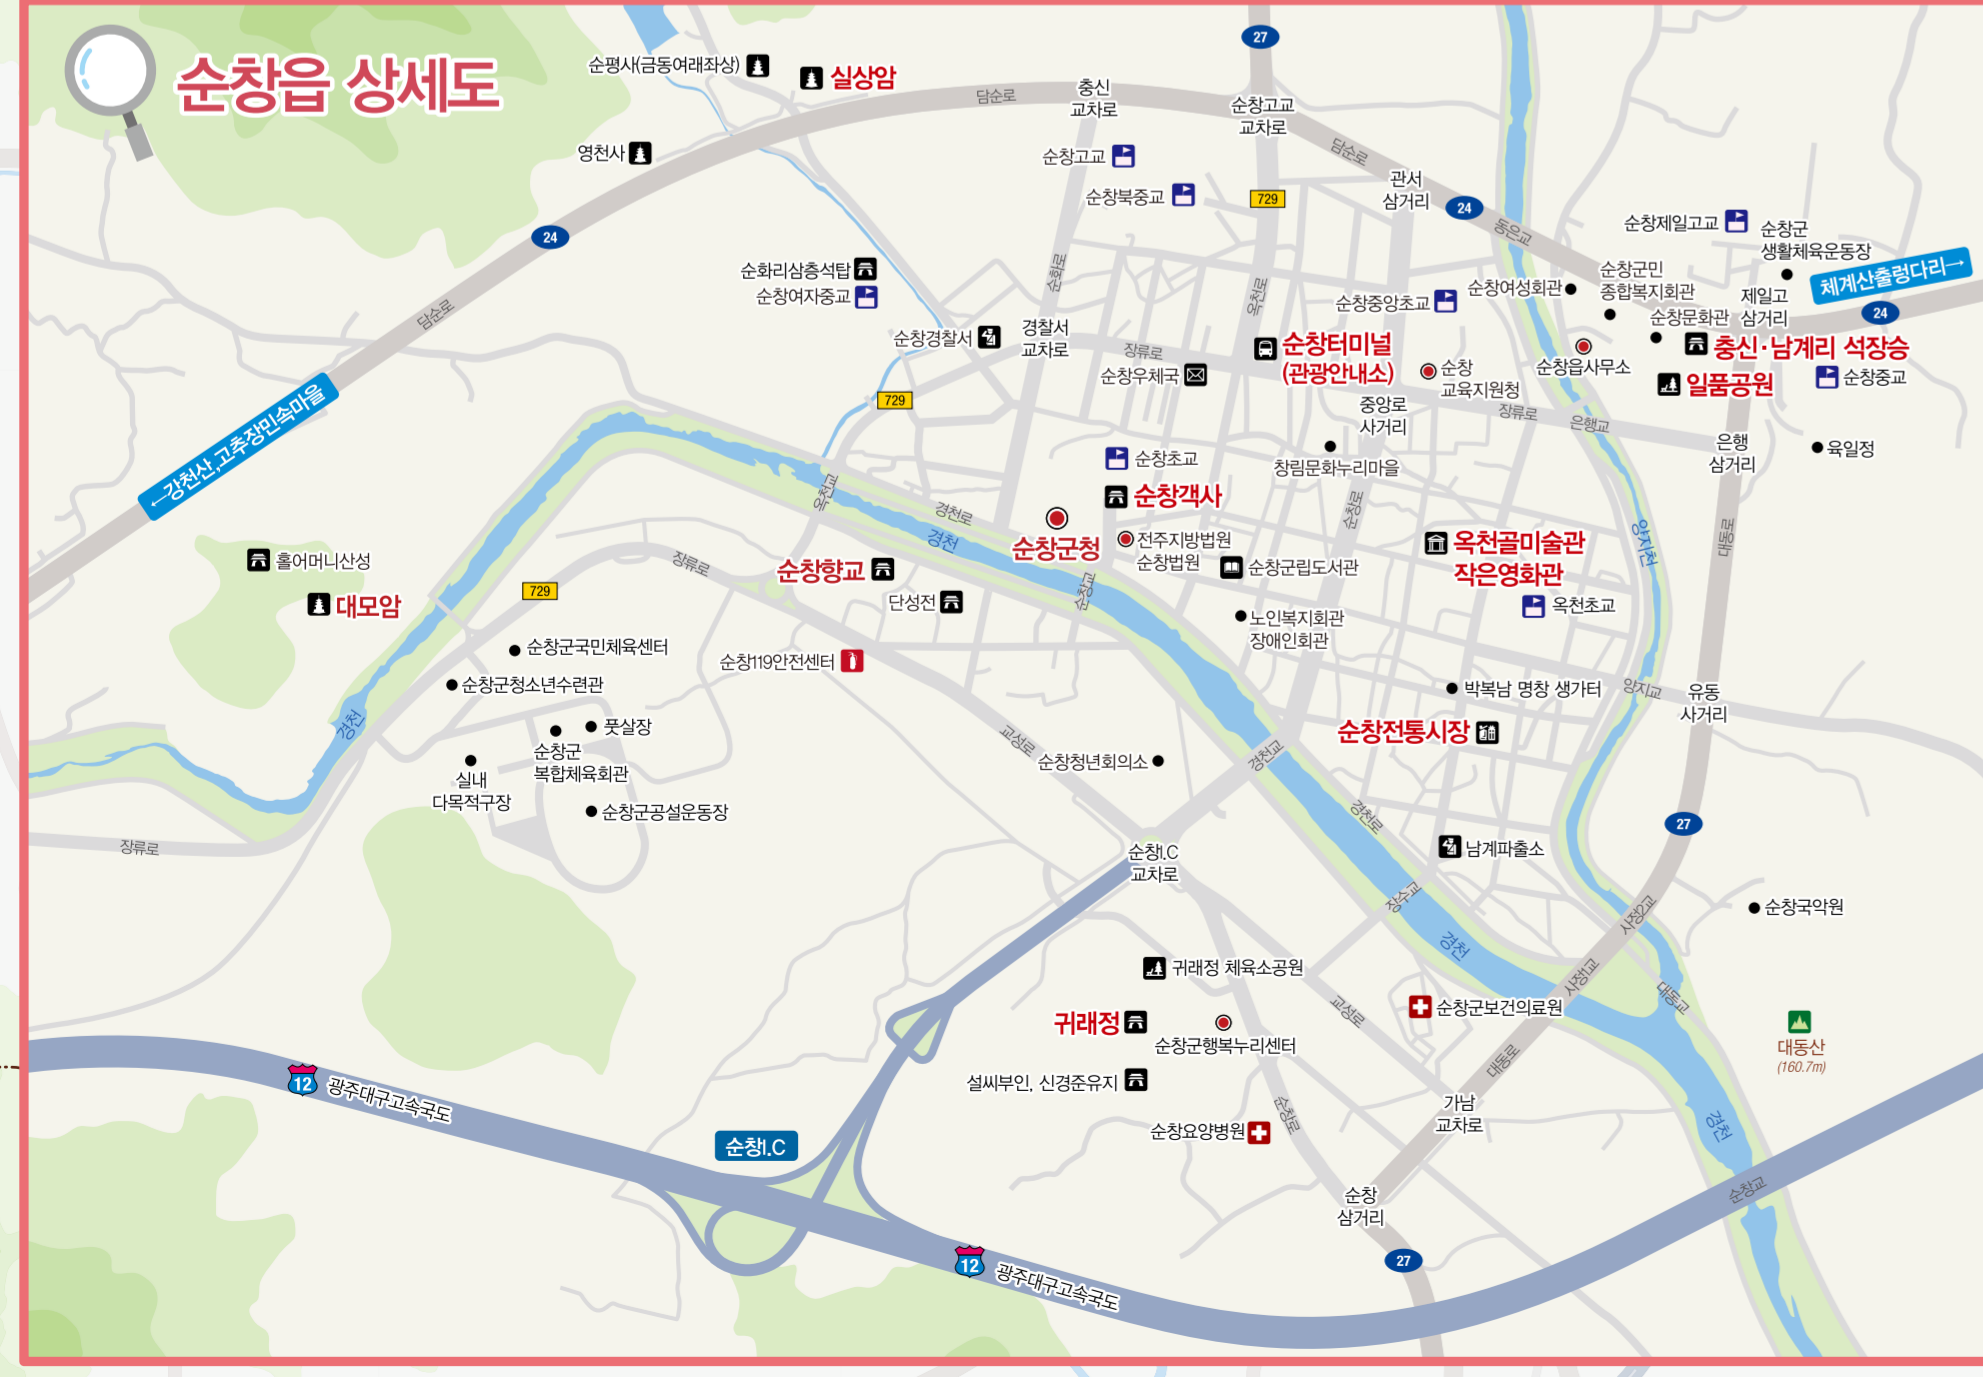 순창읍 상세도
순평사(금동여래좌상)
실상암
영천사
담순로
충신
교차로
27
순창고교
교차로
순창고교
순창북중교
729
담순로
관서
삼거리
24
동은교
순창제일고교
순창군
생활체육운동장
체계산출렁다리→
24
순창군민
종합복지회관
제일고
삼거리
순창여성회관
순창문화관
충신·남계리 석장승
순창읍사무소
일품공원
순창중교
24
담순로
←강천산,고추장민속마을
순화리삼층석탑
순창여자중교
순창경찰서
경찰서
교차로
순화로
옥천로
장류로
순창우체국
순창터미널
(관광안내소)
순창중앙초교
순창
교육지원청
중앙로
사거리
장류로
은행교
은행
삼거리
육일정
729
창림문화누리마을
순창초교
순창객사
옥천교
경천로
경천
순창군청
전주지방법원
순창법원
순창군립도서관
순창로
옥천골미술관
작은영화관
옥천초교
양지천
대동로
홀어머니산성
대모암
729
장류로
순창향교
단성전
순창교
노인복지회관
장애인회관
순창119안전센터
순창군국민체육센터
순창군청소년수련관
풋살장
순창군
복합체육회관
실내
다목적구장
순창군공설운동장
경천
장류로
교성로
순창청년회의소
경천교
박복남 명창 생가터
양지교
유동
사거리
순창전통시장
27
경천로
순창I.C
교차로
남계파출소
장수교
경천
사정2교
순창국악원
사정1교
대동교
귀래정 체육소공원
귀래정
순창군행복누리센터
교성로
순창군보건의료원
대동산
(160.7m)
설씨부인, 신경준유지
대동로
가남
교차로
순창로
순창요양병원
경천
12
광주대구고속국도
순창I.C
순창
삼거리
순창교
27
12
광주대구고속국도